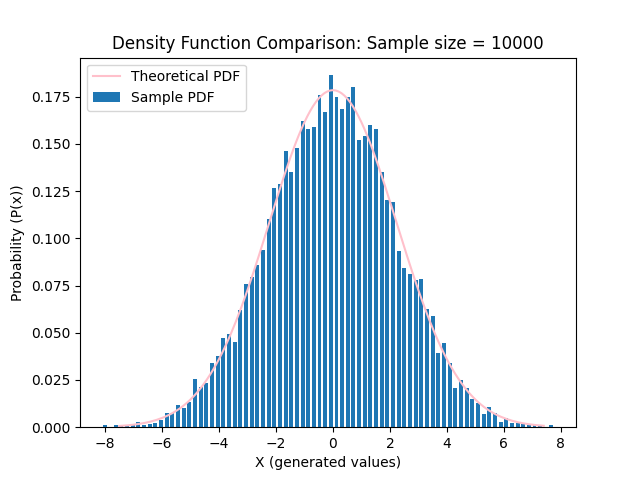 Density Function Comparison: Sample size = 10000
Theoretical PDF
Sample PDF
Probability (P(x))
0.175
0.150
0.125
0.100
0.075
0.050
0.025
0.000
−8 −6 −4 −2 0 2 4 6 8
X (generated values)